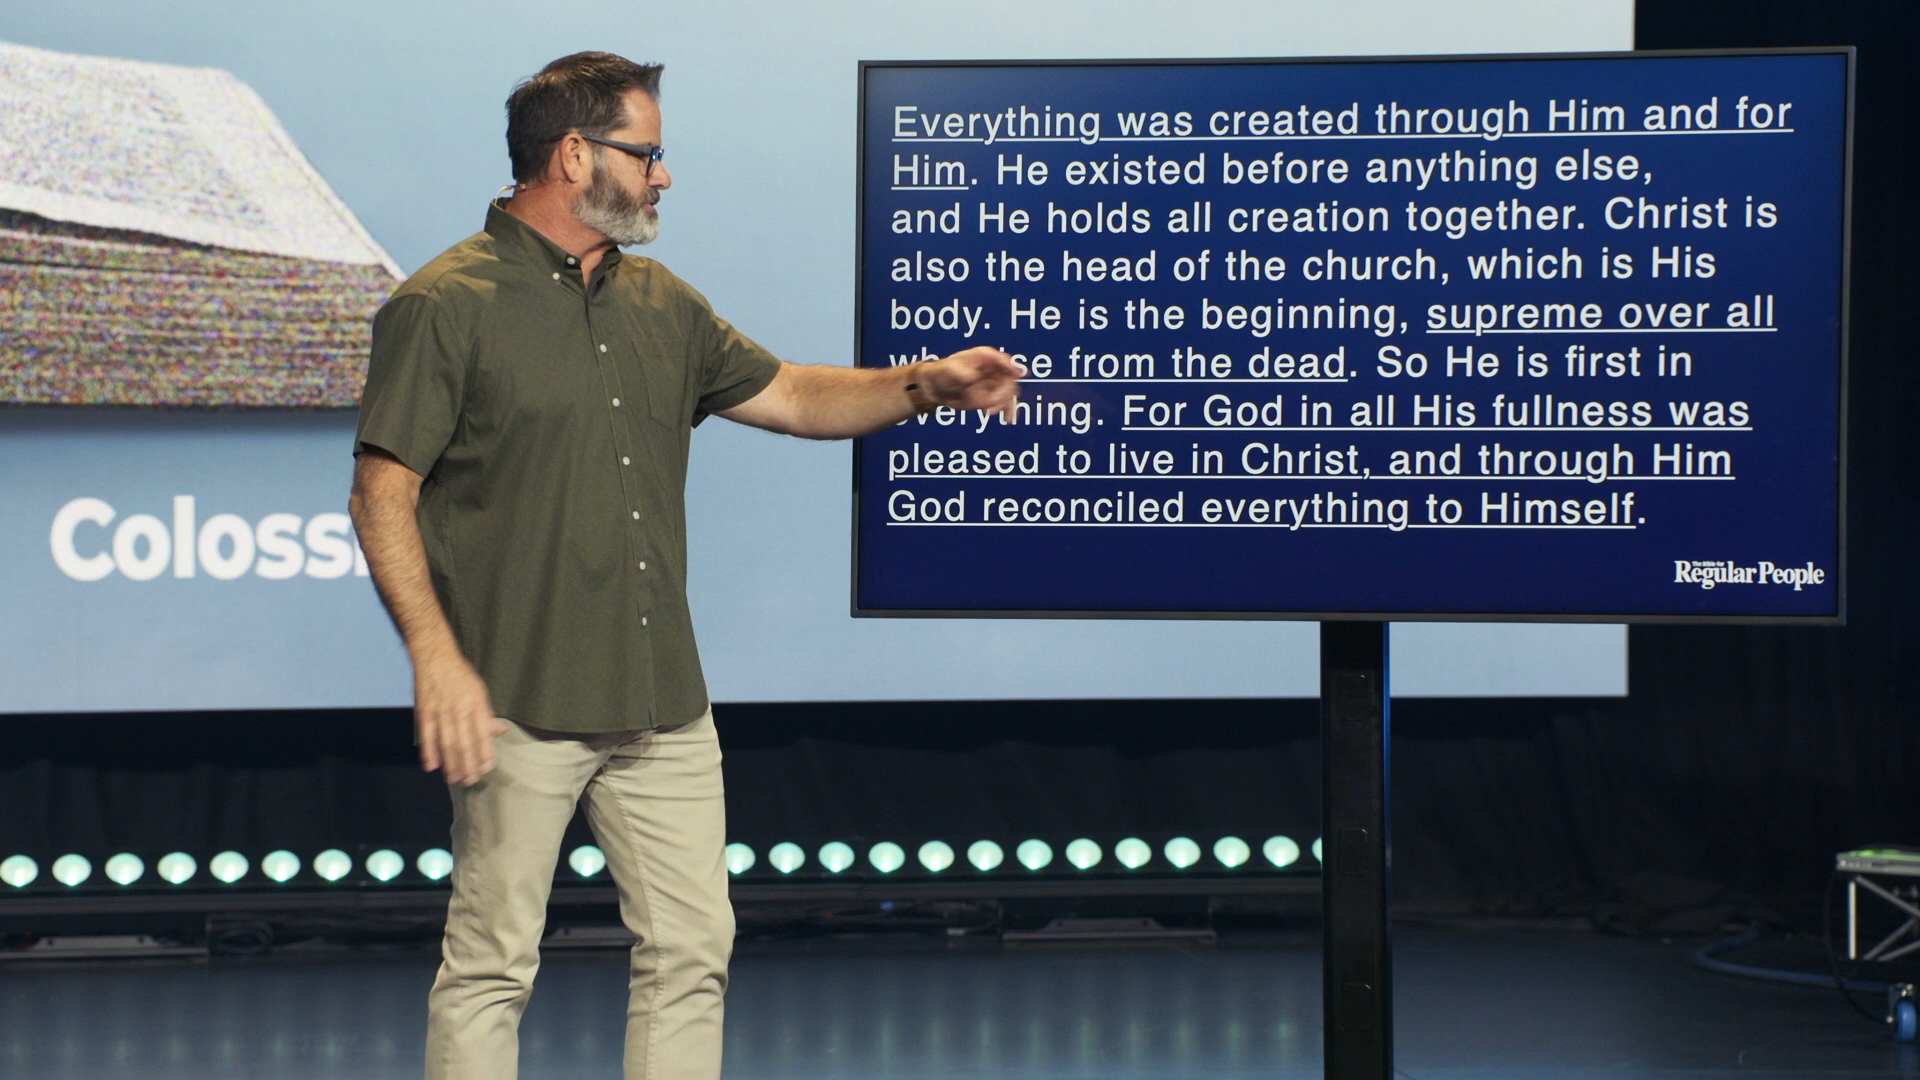 Everything was created through Him and for
Him. He existed before anything else,
and He holds all creation together. Christ is
also the head of the church, which is His
body. He is the beginning, supreme over all
from the dead. So He is first in
For God in all His fullness was
pleased to live in Christ, and through Him
God reconciled everything to Himself.
The Bible for
Regular People